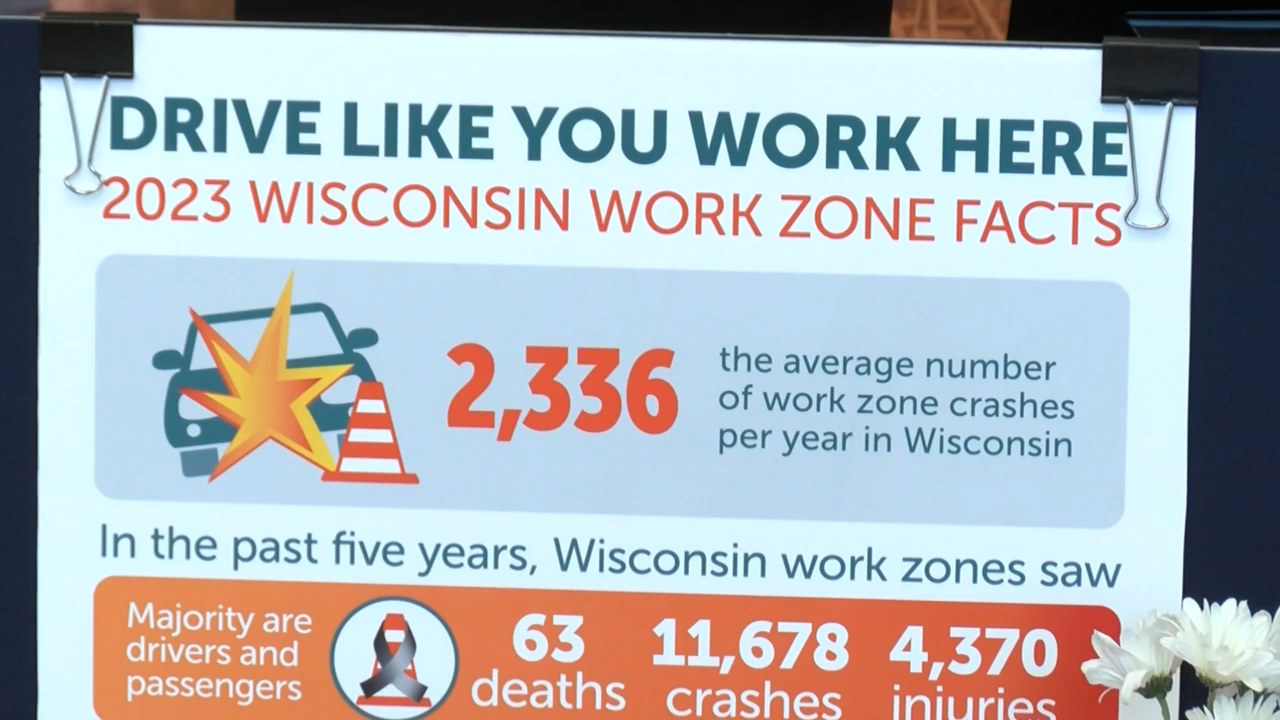 DRIVE LIKE YOU WORK HERE
2023 WISCONSIN WORK ZONE FACTS
2,336
the average number
of work zone crashes
per year in Wisconsin
In the past five years, Wisconsin work zones saw
Majority are
drivers and
passengers
63
deaths
11,678
crashes
4,370
injuries